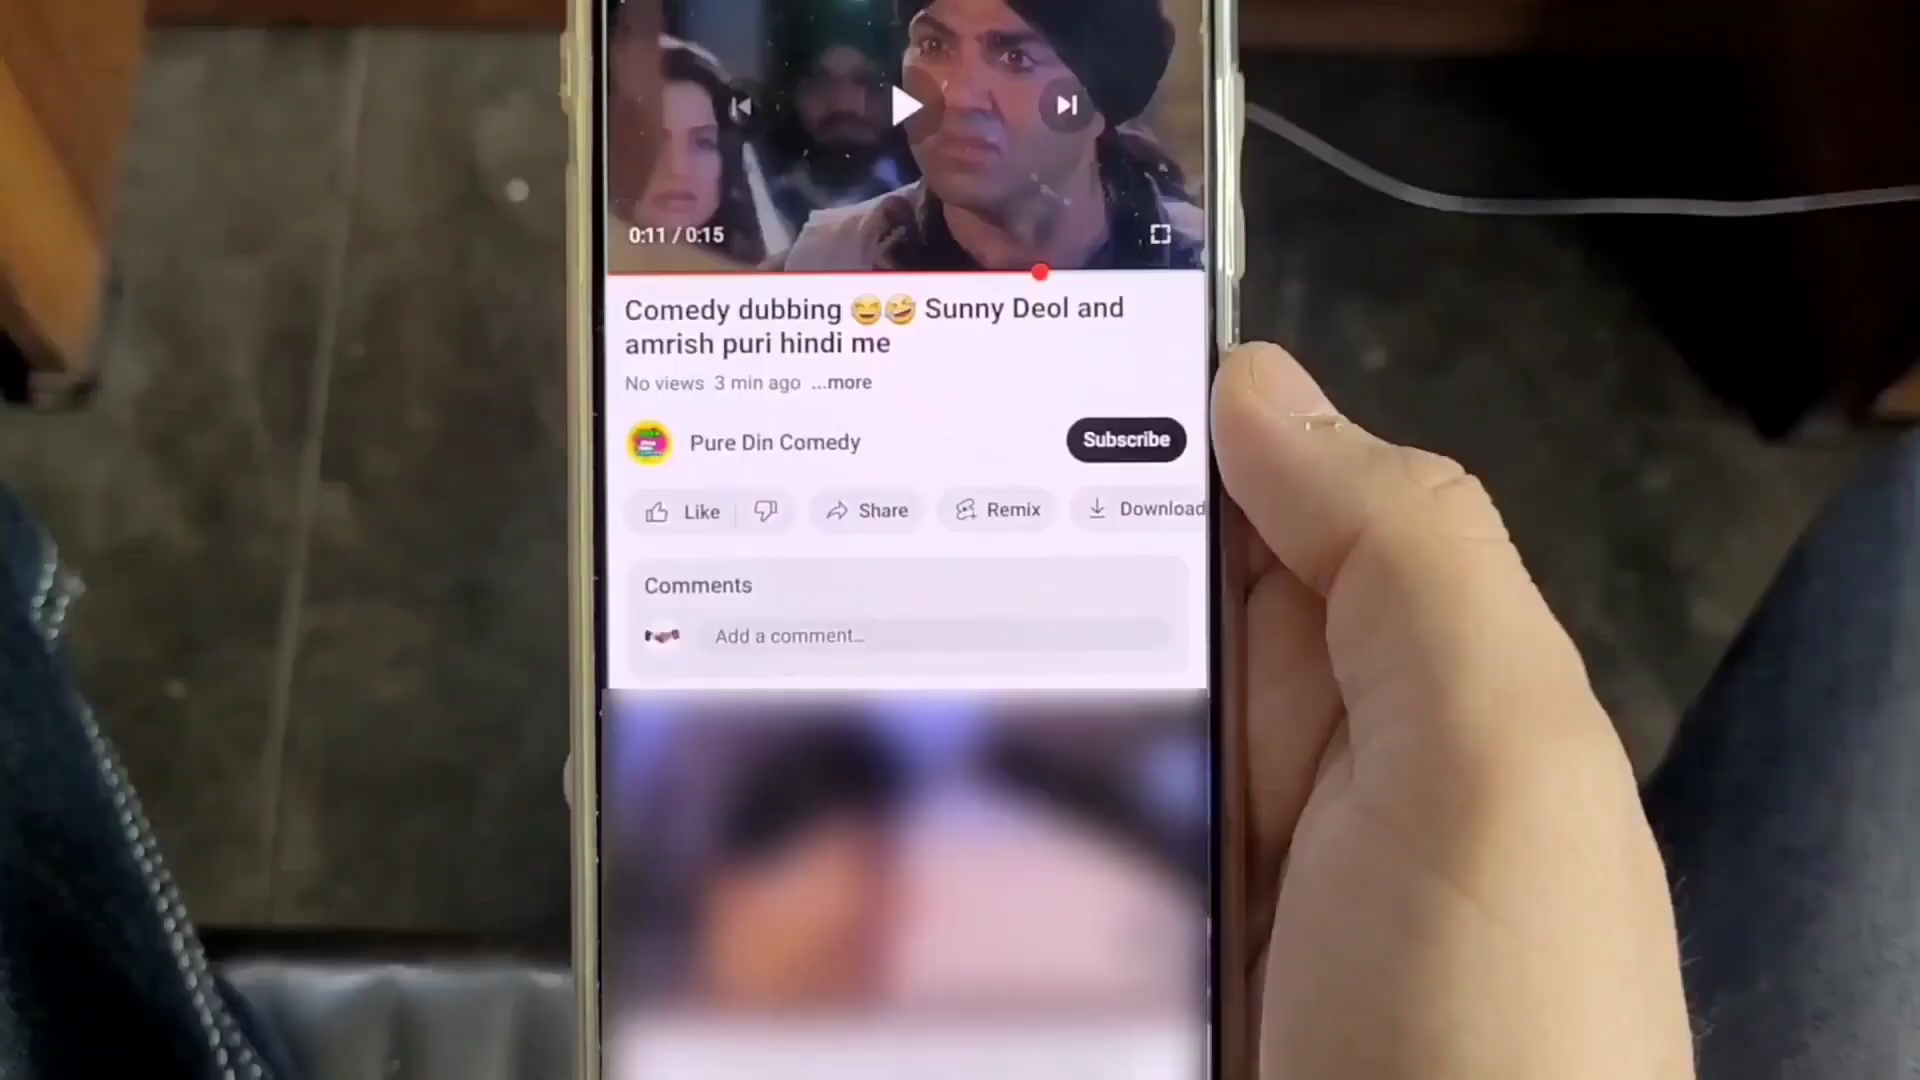 0:11 / 0:15
Comedy dubbing 😅🤣 Sunny Deol and
amrish puri hindi me
No views 3 min ago ...more
Pure Din Comedy
Subscribe
Like
Share
Remix
Download
Comments
Add a comment...